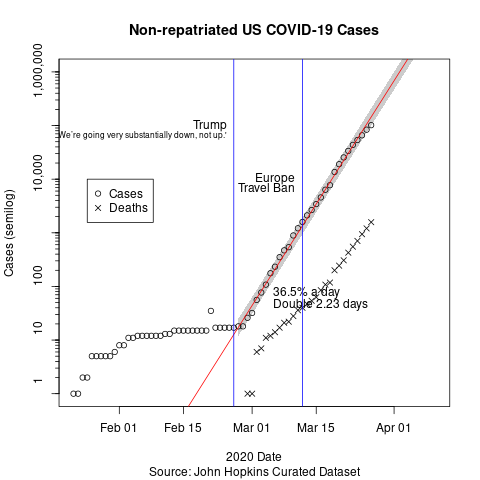 Non-repatriated US COVID-19 Cases
1,000,000
10,000
100
10
1
Cases (semilog)
Trump
'We're going very substantially down, not up.'
Europe
Travel Ban
Cases
Deaths
36.5% a day
Double 2.23 days
Feb 01
Feb 15
Mar 01
Mar 15
Apr 01
2020 Date
Source: John Hopkins Curated Dataset